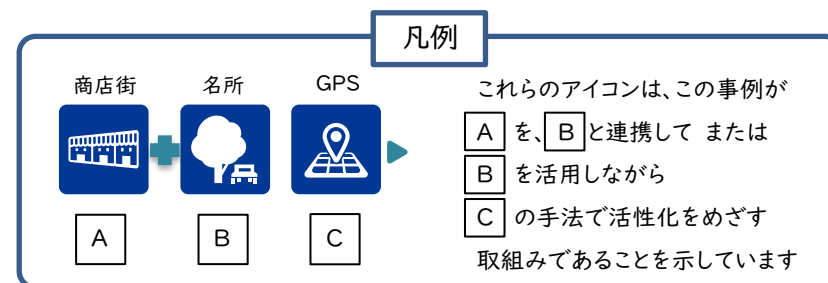 凡例
商店街 名所 GPS
A B C
これらのアイコンは、この事例が
A を、B と連携して または
B を活用しながら
C の手法で活性化をめざす
取組みであることを示しています